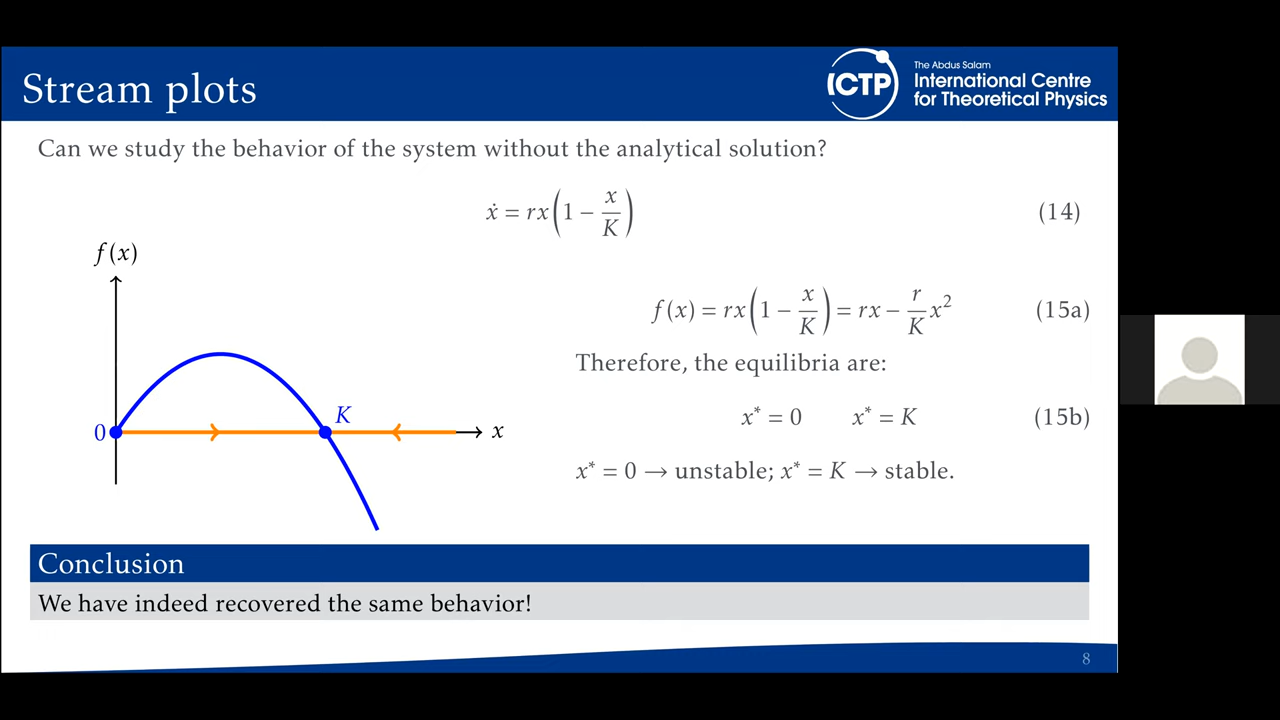 Stream plots
ICTP
The Abdus Salam
International Centre
for Theoretical Physics
Can we study the behavior of the system without the analytical solution?
ẋ = rx(1 − x/K) (14)
f(x)
0
K
x
f(x) = rx(1 − x/K) = rx − r/K x² (15a)
Therefore, the equilibria are:
x* = 0 x* = K (15b)
x* = 0 → unstable; x* = K → stable.
Conclusion
We have indeed recovered the same behavior!
8